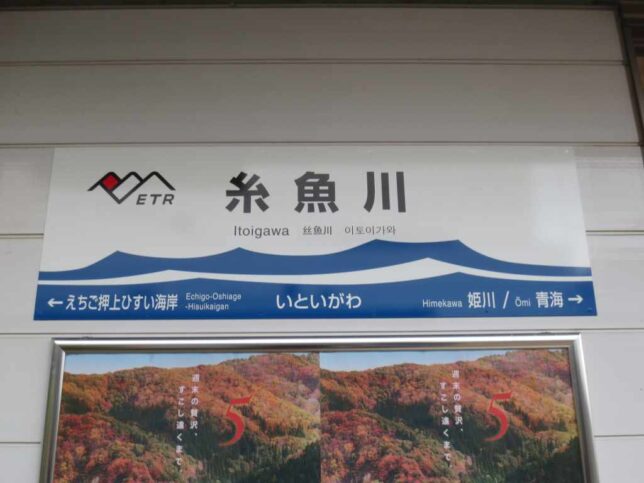 ETR
糸魚川
Itoigawa 丝鱼川 이토이가와
←えちご押上ひすい海岸 Echigo-Oshiage -Hisuikaigan いといがわ Himekawa 姫川 / Ōmi 青海→
週末の贅沢、
すこし遠くまで。
5
週末の贅沢、
すこし遠くまで。
5